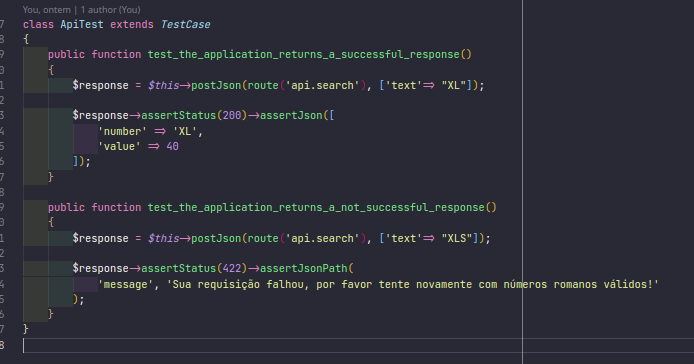 You, ontem | 1 author (You)
7 class ApiTest extends TestCase
8 {
9 public function test_the_application_returns_a_successful_response()
0 {
1 $response = $this->postJson(route('api.search'), ['text'=> "XL"]);
2
3 $response->assertStatus(200)->assertJson([
4 'number' => 'XL',
5 'value' => 40
6 ]);
7 }
8
9 public function test_the_application_returns_a_not_successful_response()
0 {
1 $response = $this->postJson(route('api.search'), ['text'=> "XLS"]);
2
3 $response->assertStatus(422)->assertJsonPath(
4 'message', 'Sua requisição falhou, por favor tente novamente com números romanos válidos!'
5 );
6 }
7 }
8